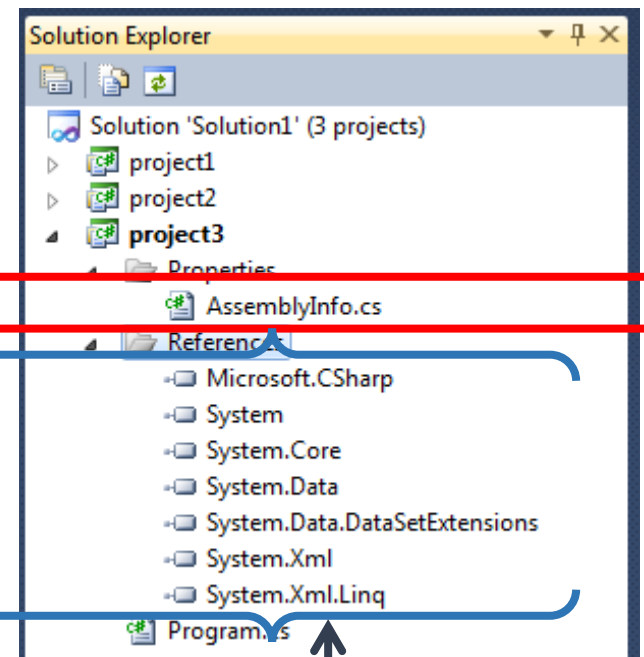 Solution Explorer
Solution 'Solution1' (3 projects)
project1
project2
project3
Properties
AssemblyInfo.cs
References
Microsoft.CSharp
System
System.Core
System.Data
System.Data.DataSetExtensions
System.Xml
System.Xml.Linq
Program.cs